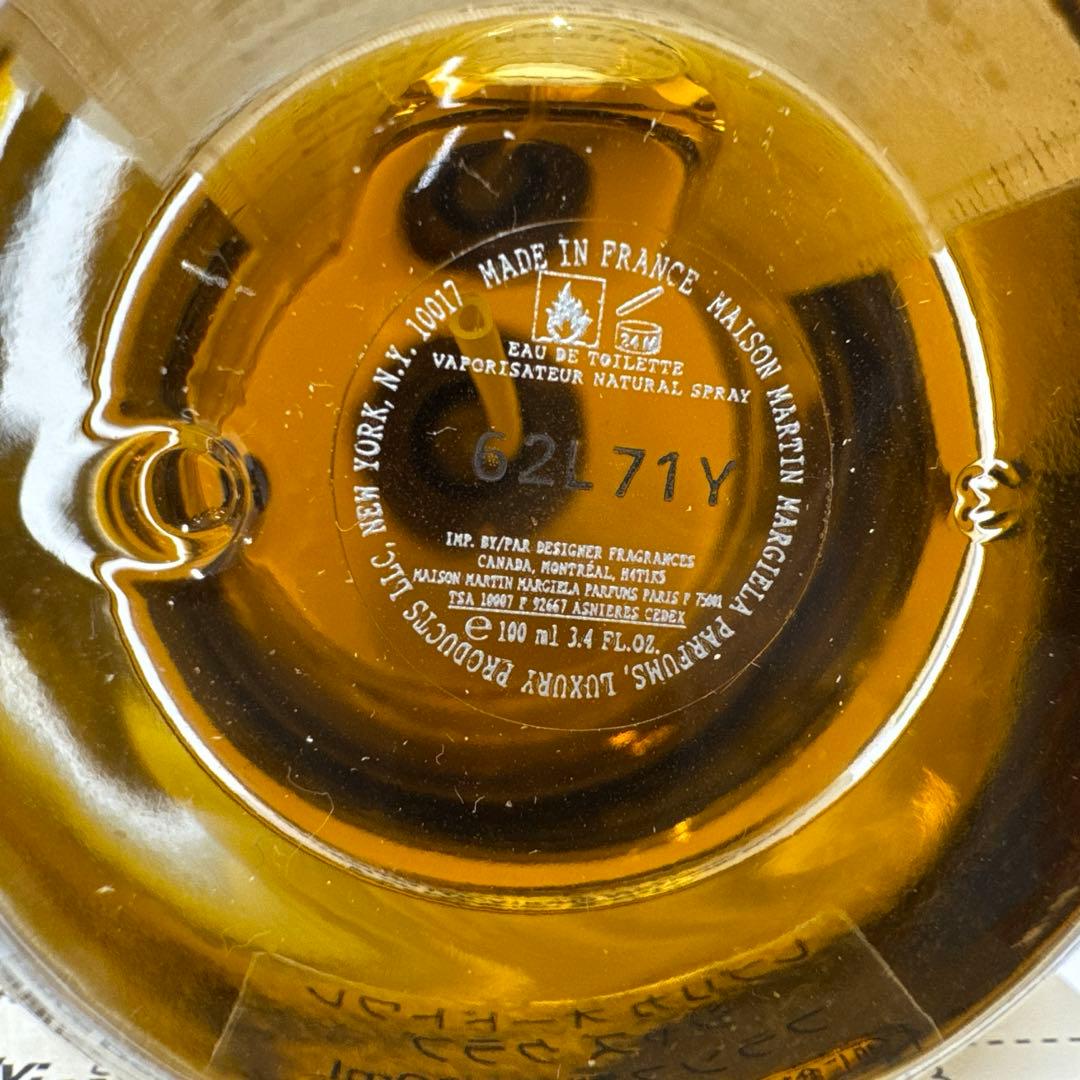 MADE IN FRANCE MAISON MARTIN MARGIELA PARFUMS, LUXURY PRODUCTS LLC, NEW YORK, N.Y. 10017
24M
EAU DE TOILETTE
VAPORISATEUR NATURAL SPRAY
62L71Y
IMP. BY/PAR DESIGNER FRAGRANCES
CANADA, MONTRÉAL, H4T1K5
MAISON MARTIN MARGIELA PARFUMS PARIS F 75001
TSA 10007 F 92667 ASNIERES CEDEX
e 100 ml 3.4 FL.OZ.